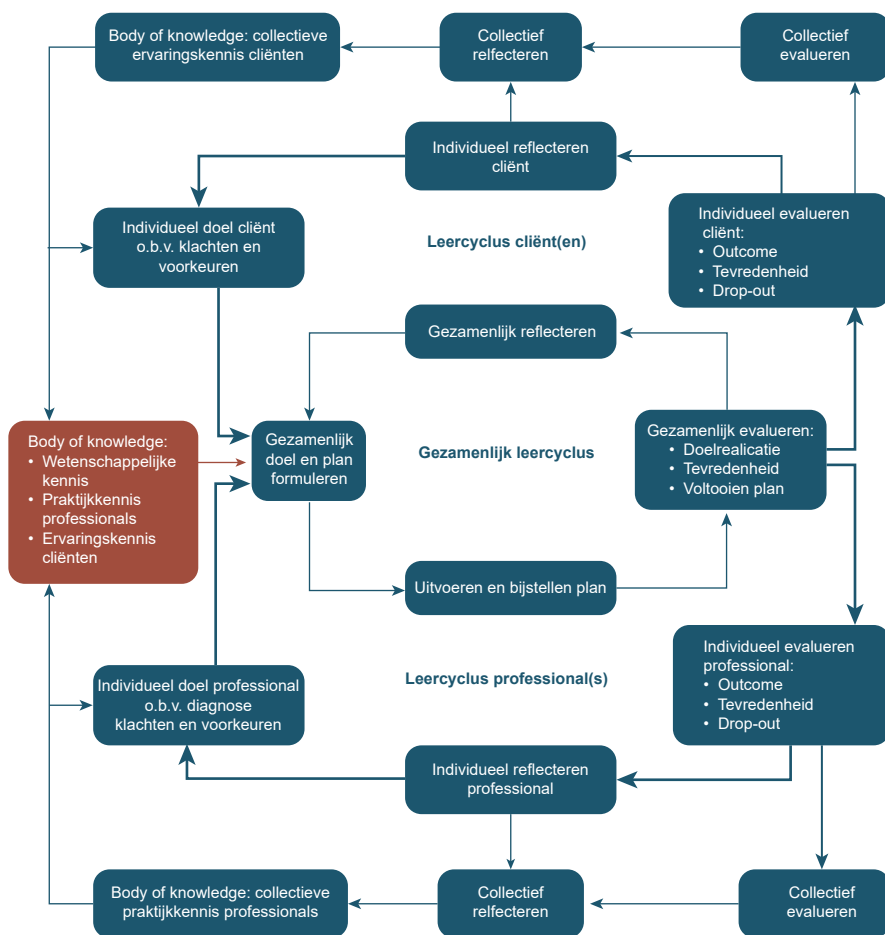 Body of knowledge: collectieve
ervaringskennis cliënten
Collectief
relfecteren
Collectief
evalueren
Individueel reflecteren
cliënt
Individueel doel cliënt
o.b.v. klachten en
voorkeuren
Leercyclus cliënt(en)
Individueel evalueren
cliënt:
• Outcome
• Tevredenheid
• Drop-out
Gezamenlijk reflecteren
Body of knowledge:
• Wetenschappelijke
kennis
• Praktijkkennis
professionals
• Ervaringskennis
cliënten
Gezamenlijk
doel en plan
formuleren
Gezamenlijk leercyclus
Gezamenlijk evalueren:
• Doelrealicatie
• Tevredenheid
• Voltooien plan
Uitvoeren en bijstellen plan
Individueel doel professional
o.b.v. diagnose
klachten en voorkeuren
Leercyclus professional(s)
Individueel evalueren
professional:
• Outcome
• Tevredenheid
• Drop-out
Individueel reflecteren
professional
Body of knowledge: collectieve
praktijkkennis professionals
Collectief
relfecteren
Collectief
evalueren